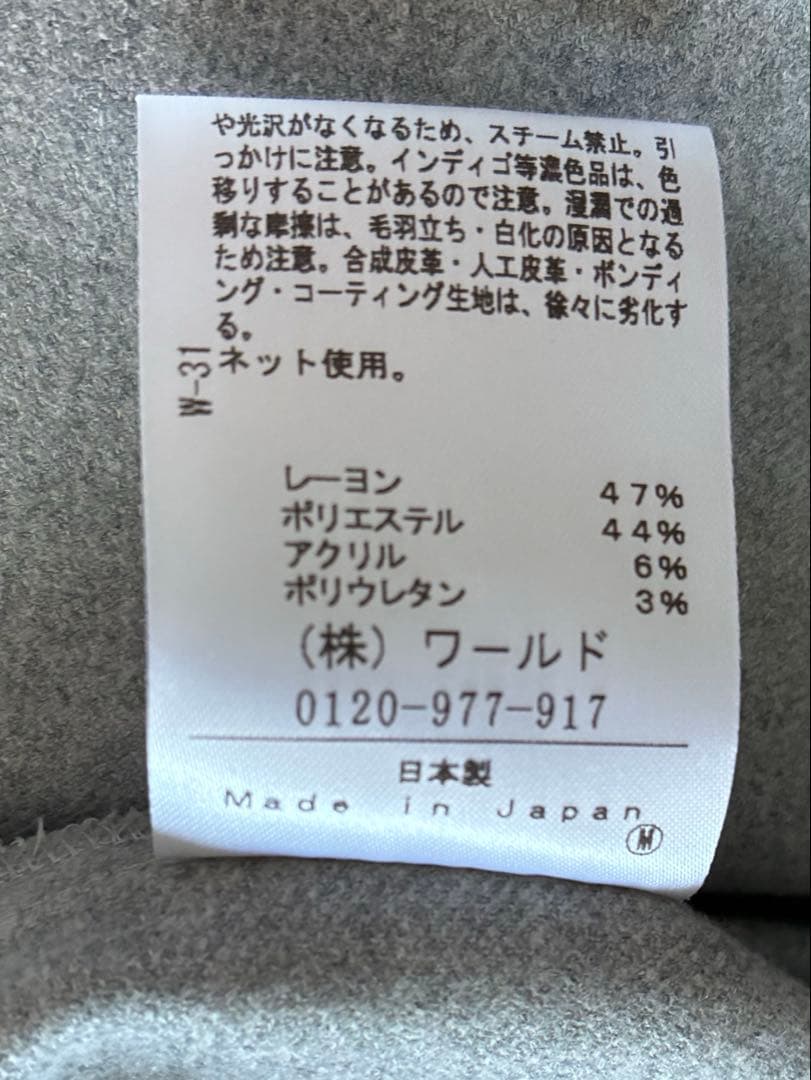 や光沢がなくなるため、スチーム禁止。引
っかけに注意。インディゴ等濃色品は、色
移りすることがあるので注意。湿潤での過
剰な摩擦は、毛羽立ち・白化の原因となる
ため注意。合成皮革・人工皮革・ボンディ
ング・コーティング生地は、徐々に劣化す
る。
ネット使用。
W-31
レーヨン 47%
ポリエステル 44%
アクリル 6%
ポリウレタン 3%
（株）ワールド
0120-977-917
日本製
Made in Japan
M